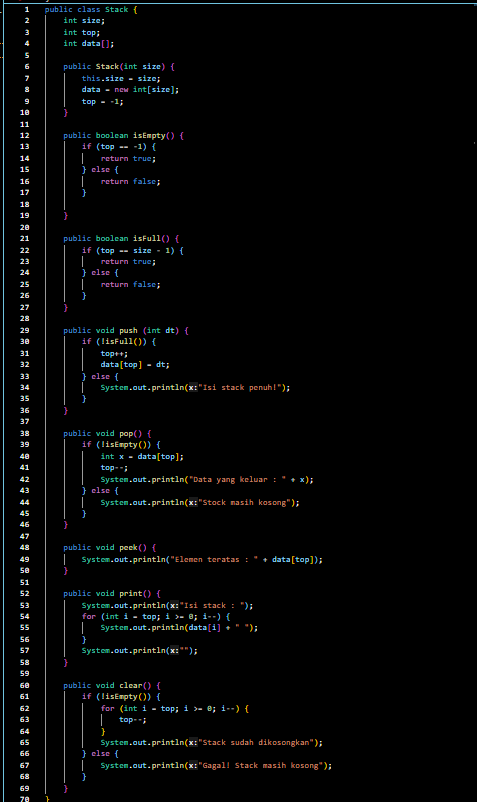 1 public class Stack {
2 int size;
3 int top;
4 int data[];
5
6 public Stack(int size) {
7 this.size = size;
8 data = new int[size];
9 top = -1;
10 }
11
12 public boolean isEmpty() {
13 if (top == -1) {
14 return true;
15 } else {
16 return false;
17 }
18
19 }
20
21 public boolean isFull() {
22 if (top == size - 1) {
23 return true;
24 } else {
25 return false;
26 }
27 }
28
29 public void push (int dt) {
30 if (!isFull()) {
31 top++;
32 data[top] = dt;
33 } else {
34 System.out.println(x:"Isi stack penuh!");
35 }
36 }
37
38 public void pop() {
39 if (!isEmpty()) {
40 int x = data[top];
41 top--;
42 System.out.println("Data yang keluar : " + x);
43 } else {
44 System.out.println(x:"Stock masih kosong");
45 }
46 }
47
48 public void peek() {
49 System.out.println("Elemen teratas : " + data[top]);
50 }
51
52 public void print() {
53 System.out.println(x:"Isi stack : ");
54 for (int i = top; i >= 0; i--) {
55 System.out.println(data[i] + " ");
56 }
57 System.out.println(x:"");
58 }
59
60 public void clear() {
61 if (!isEmpty()) {
62 for (int i = top; i >= 0; i--) {
63 top--;
64 }
65 System.out.println(x:"Stack sudah dikosongkan");
66 } else {
67 System.out.println(x:"Gagal! Stack masih kosong");
68 }
69 }
70 }